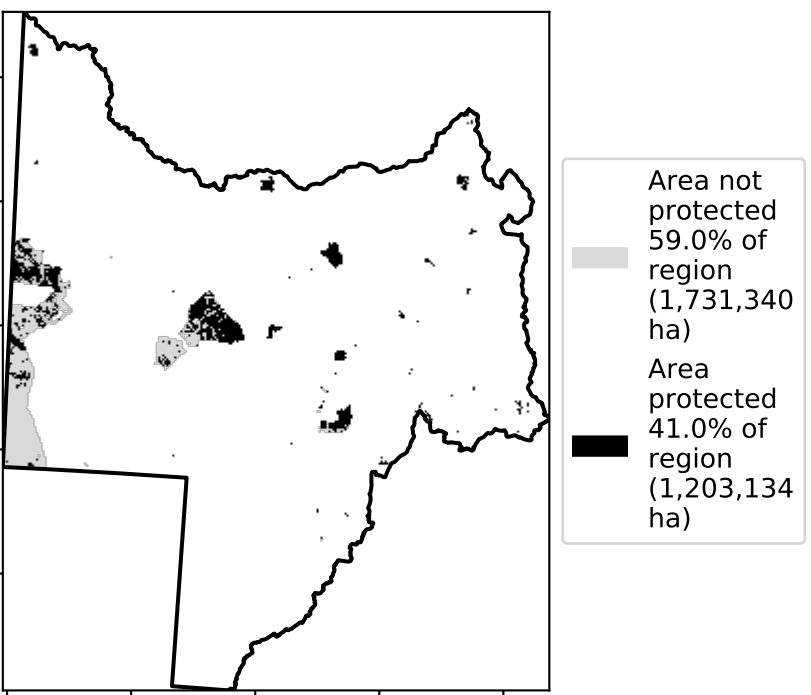 Area not
protected
59.0% of
region
(1,731,340
ha)
Area
protected
41.0% of
region
(1,203,134
ha)